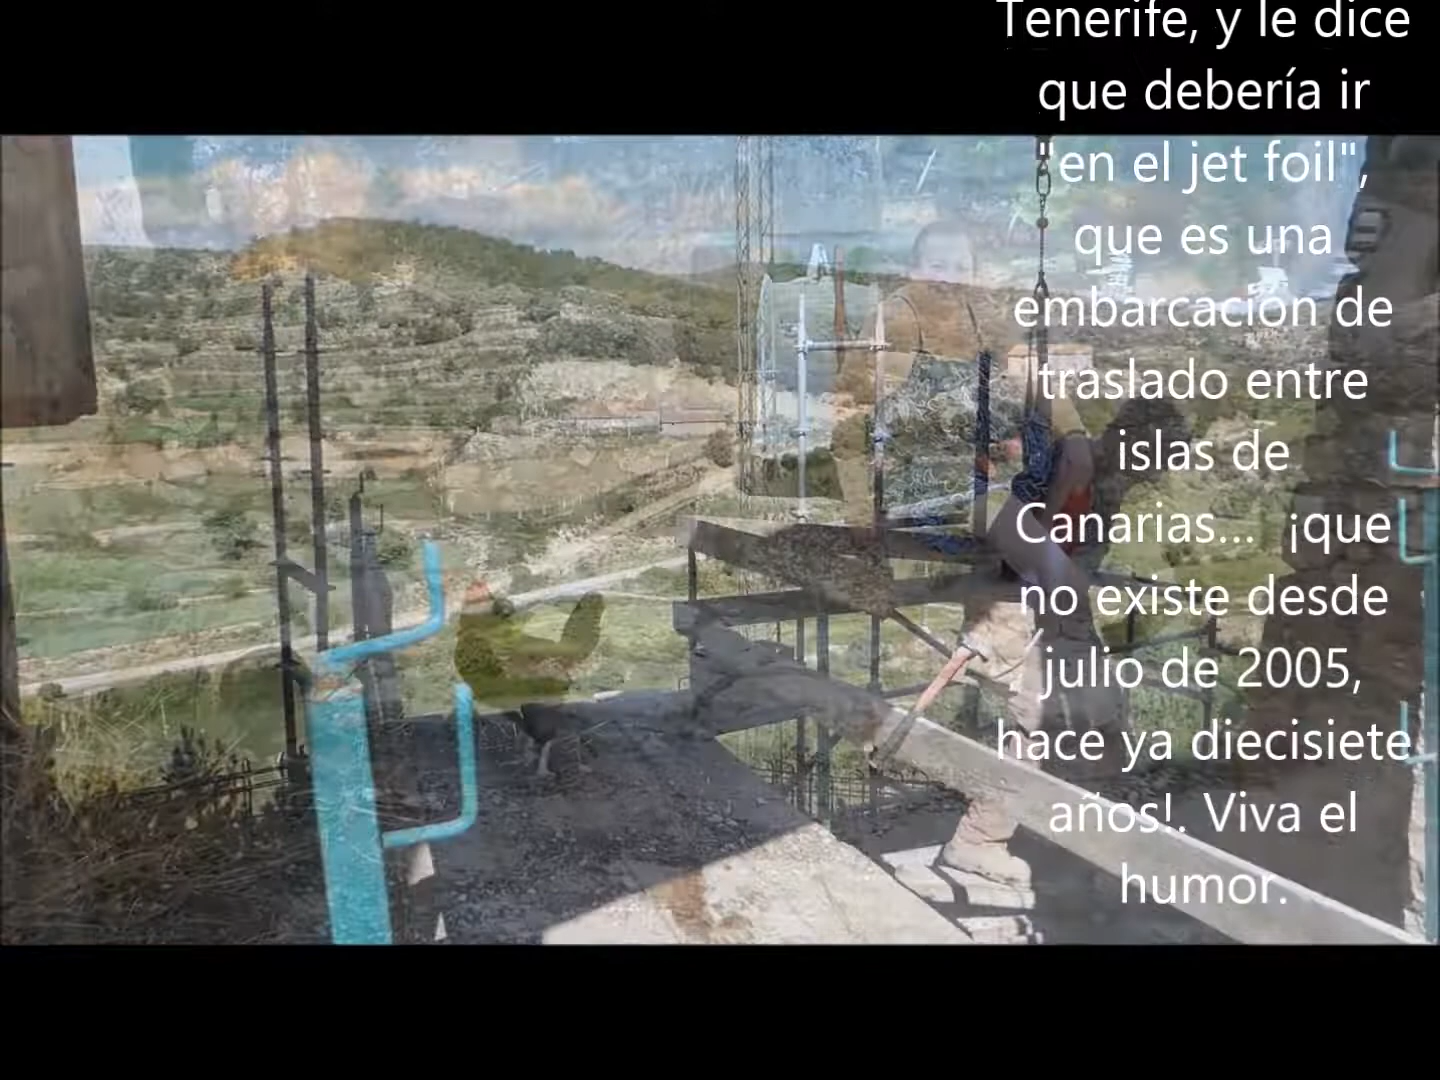 Tenerife, y le dice
que debería ir
"en el jet foil",
que es una
embarcación de
traslado entre
islas de
Canarias... ¡que
no existe desde
julio de 2005,
hace ya diecisiete
años!. Viva el
humor.